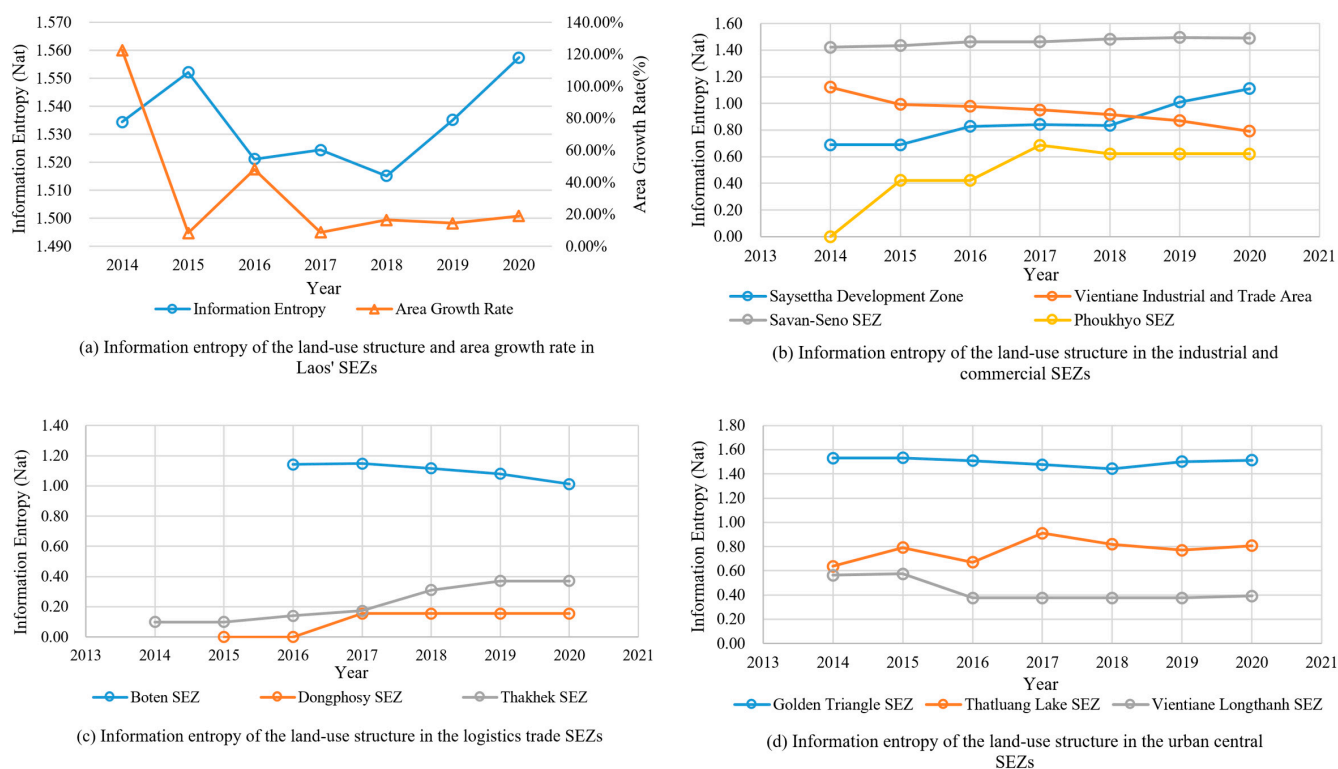 1.570
1.560
1.550
1.540
1.530
1.520
1.510
1.500
1.490
Information Entropy (Nat)
140.00%
120.00%
100.00%
80.00%
60.00%
40.00%
20.00%
0.00%
Area Growth Rate(%)
2014 2015 2016 2017 2018 2019 2020
Year
Information Entropy Area Growth Rate
(a) Information entropy of the land-use structure and area growth rate in
Laos' SEZs
1.60
1.40
1.20
1.00
0.80
0.60
0.40
0.20
0.00
Information Entropy (Nat)
2013 2014 2015 2016 2017 2018 2019 2020 2021
Year
Saysettha Development Zone Vientiane Industrial and Trade Area
Savan-Seno SEZ Phoukhyo SEZ
(b) Information entropy of the land-use structure in the industrial and
commercial SEZs
1.40
1.20
1.00
0.80
0.60
0.40
0.20
0.00
Information Entropy (Nat)
2013 2014 2015 2016 2017 2018 2019 2020 2021
Year
Boten SEZ Dongphosy SEZ Thakhek SEZ
(c) Information entropy of the land-use structure in the logistics trade SEZs
1.80
1.60
1.40
1.20
1.00
0.80
0.60
0.40
0.20
0.00
Information Entropy (Nat)
2013 2014 2015 2016 2017 2018 2019 2020 2021
Year
Golden Triangle SEZ Thatluang Lake SEZ Vientiane Longthanh SEZ
(d) Information entropy of the land-use structure in the urban central
SEZs